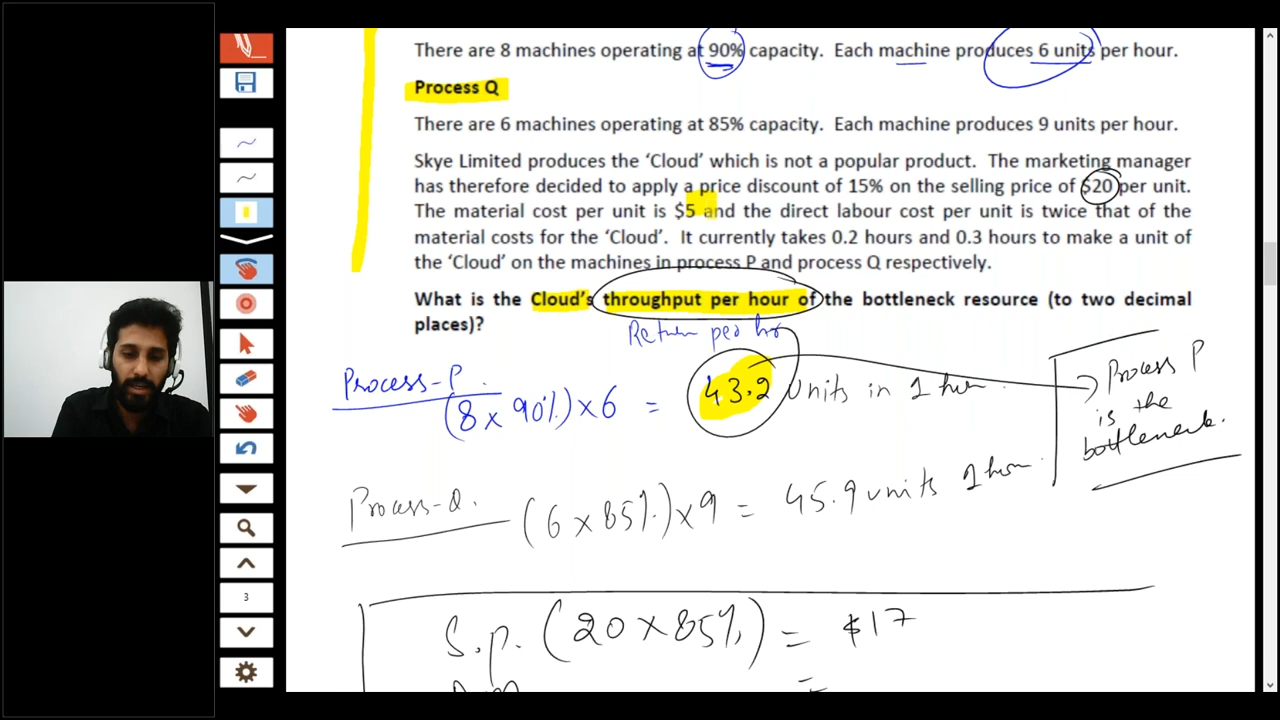 There are 8 machines operating at 90% capacity. Each machine produces 6 units per hour.
Process Q
There are 6 machines operating at 85% capacity. Each machine produces 9 units per hour.
Skye Limited produces the ‘Cloud’ which is not a popular product. The marketing manager
has therefore decided to apply a price discount of 15% on the selling price of $20 per unit.
The material cost per unit is $5 and the direct labour cost per unit is twice that of the
material costs for the ‘Cloud’. It currently takes 0.2 hours and 0.3 hours to make a unit of
the ‘Cloud’ on the machines in process P and process Q respectively.
What is the Cloud’s throughput per hour of the bottleneck resource (to two decimal
places)?
Return per hr
Process-P.
(8 x 90%) x 6 = 43.2 Units in 1 hour.
Process P
is the
bottleneck.
Process-Q.
(6 x 85%) x 9 = 45.9 units 1 hour.
3
S.p. (20 x 85%) = $17
=